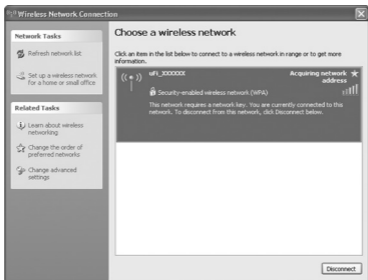 Wireless Network Connection
Network Tasks
Refresh network list
Set up a wireless network
for a home or small office
Related Tasks
Learn about wireless
networking
Change the order of
preferred networks
Change advanced
settings
Choose a wireless network
Click an item in the list below to connect to a wireless network in range or to get more
information.
uFi_XXXXXX
Acquiring network
address
Security-enabled wireless network (WPA)
This network requires a network key. You are currently connected to this
network. To disconnect from this network, click Disconnect below.
Disconnect